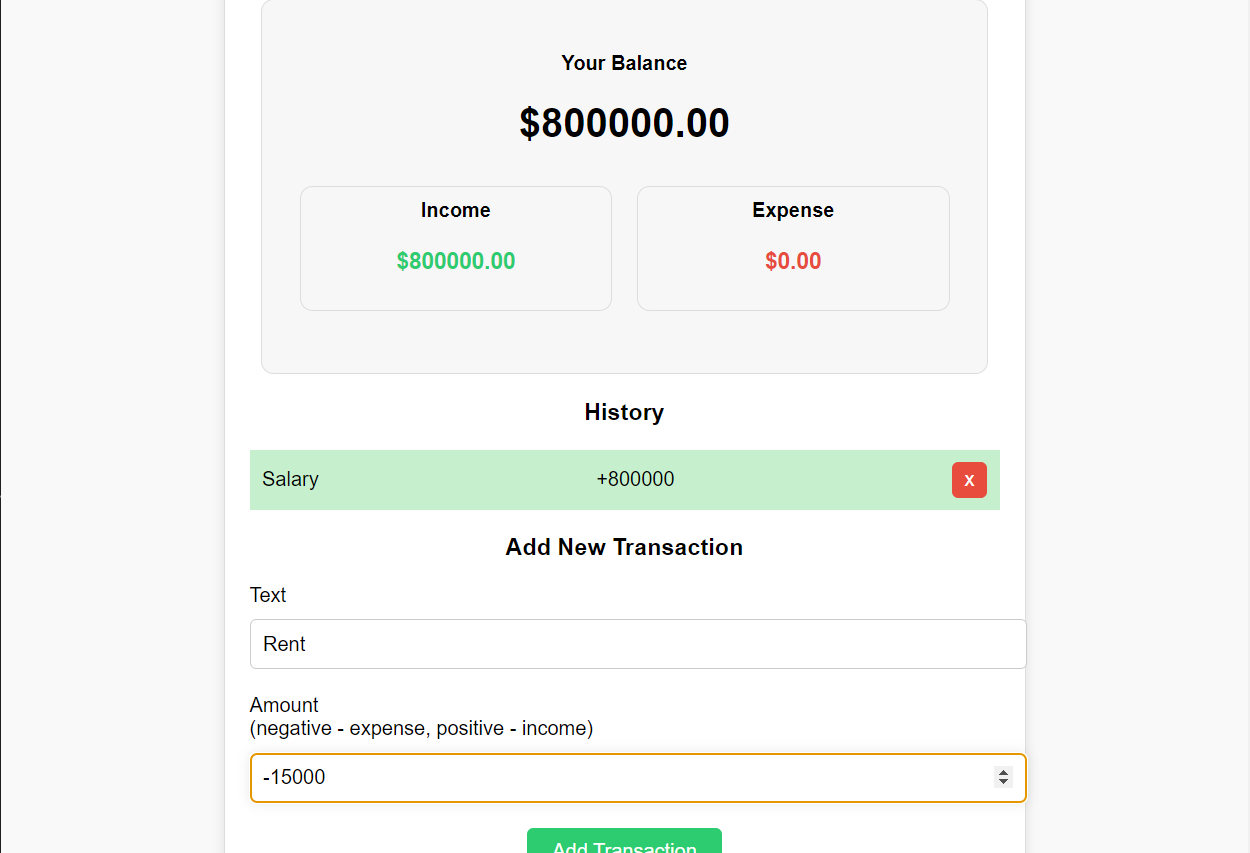 Your Balance
$800000.00
Income
Expense
$800000.00
$0.00
History
Salary +800000 X
Add New Transaction
Text
Rent
Amount
(negative - expense, positive - income)
-15000
Add Transaction